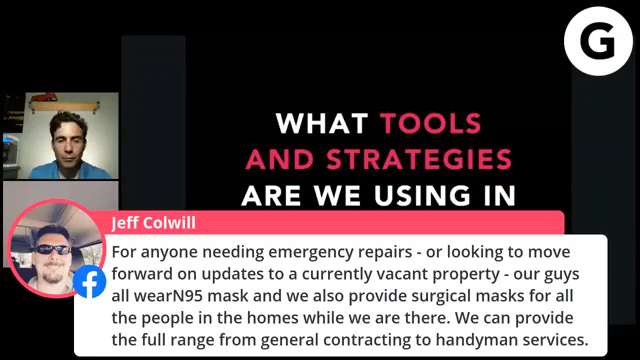 G
WHAT TOOLS
AND STRATEGIES
ARE WE USING IN
Jeff Colwill
For anyone needing emergency repairs - or looking to move
forward on updates to a currently vacant property - our guys
all wearN95 mask and we also provide surgical masks for all
the people in the homes while we are there. We can provide
the full range from general contracting to handyman services.